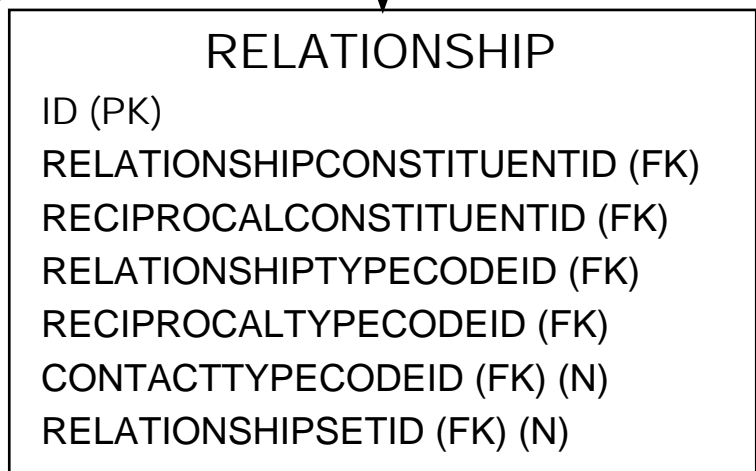 RELATIONSHIP
ID (PK)
RELATIONSHIPCONSTITUENTID (FK)
RECIPROCALCONSTITUENTID (FK)
RELATIONSHIPTYPECODEID (FK)
RECIPROCALTYPECODEID (FK)
CONTACTTYPECODEID (FK) (N)
RELATIONSHIPSETID (FK) (N)